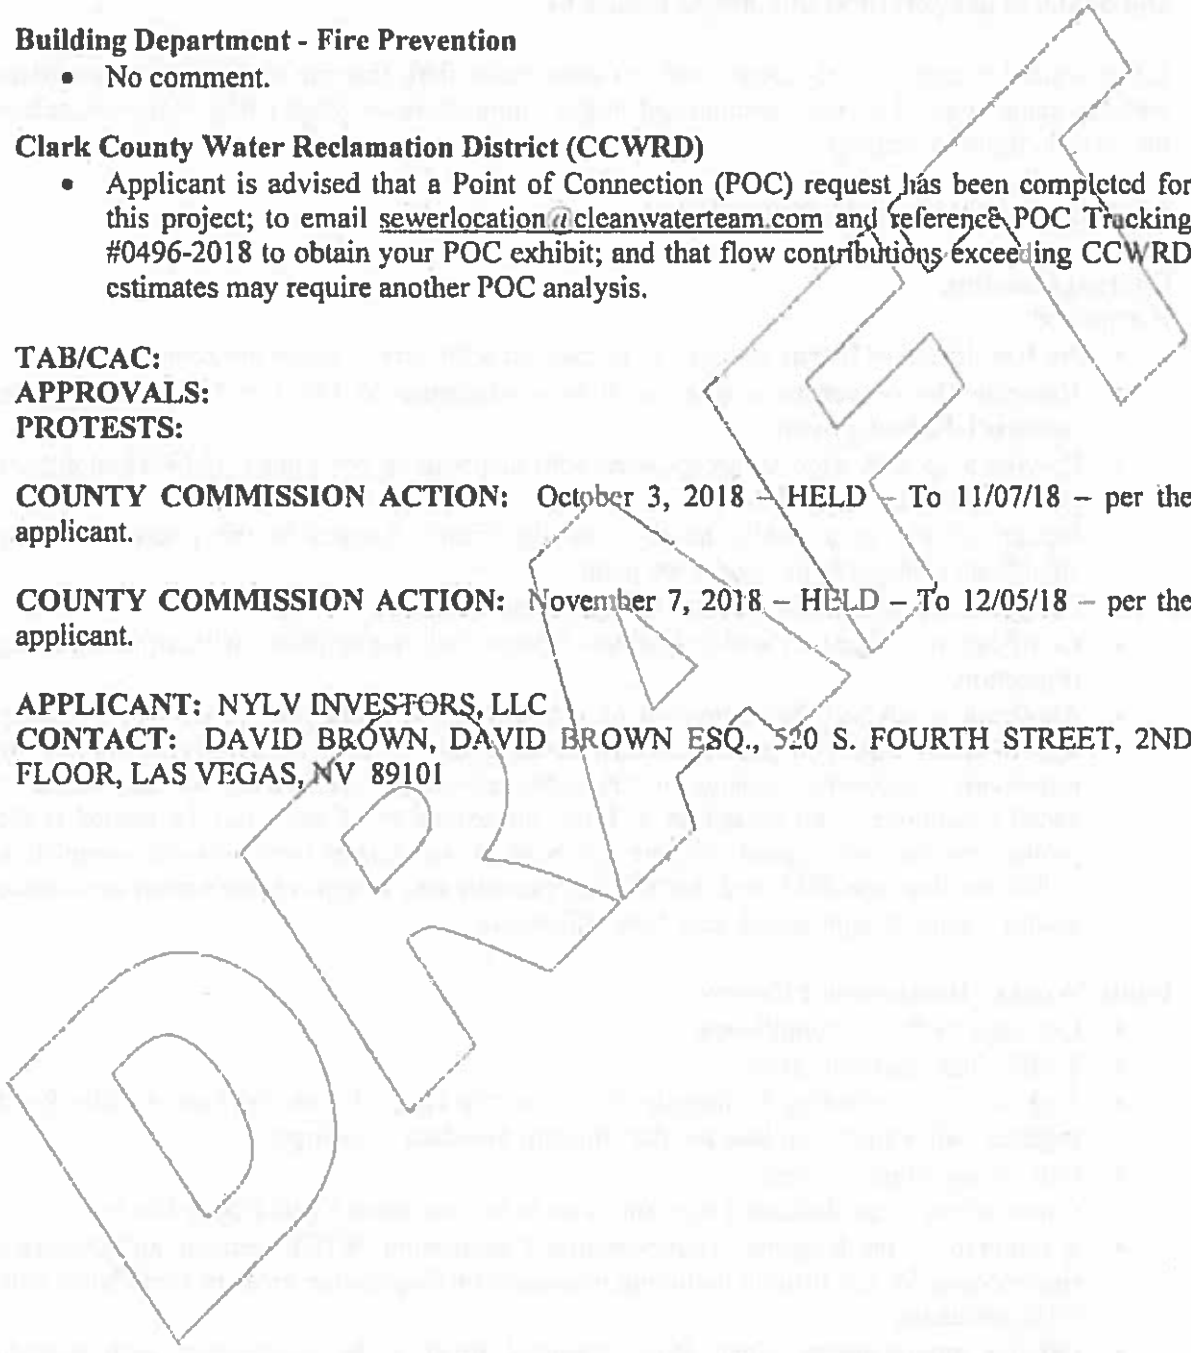 Building Department - Fire Prevention
• No comment.
Clark County Water Reclamation District (CCWRD)
• Applicant is advised that a Point of Connection (POC) request has been completed for
this project; to email sewerlocation@cleanwaterteam.com and reference POC Tracking
#0496-2018 to obtain your POC exhibit; and that flow contributions exceeding CCWRD
estimates may require another POC analysis.
TAB/CAC:
APPROVALS:
PROTESTS:
COUNTY COMMISSION ACTION: October 3, 2018 – HELD – To 11/07/18 – per the
applicant.
COUNTY COMMISSION ACTION: November 7, 2018 – HELD – To 12/05/18 – per the
applicant.
APPLICANT: NYLV INVESTORS, LLC
CONTACT: DAVID BROWN, DAVID BROWN ESQ., 520 S. FOURTH STREET, 2ND
FLOOR, LAS VEGAS, NV 89101
DRAFT